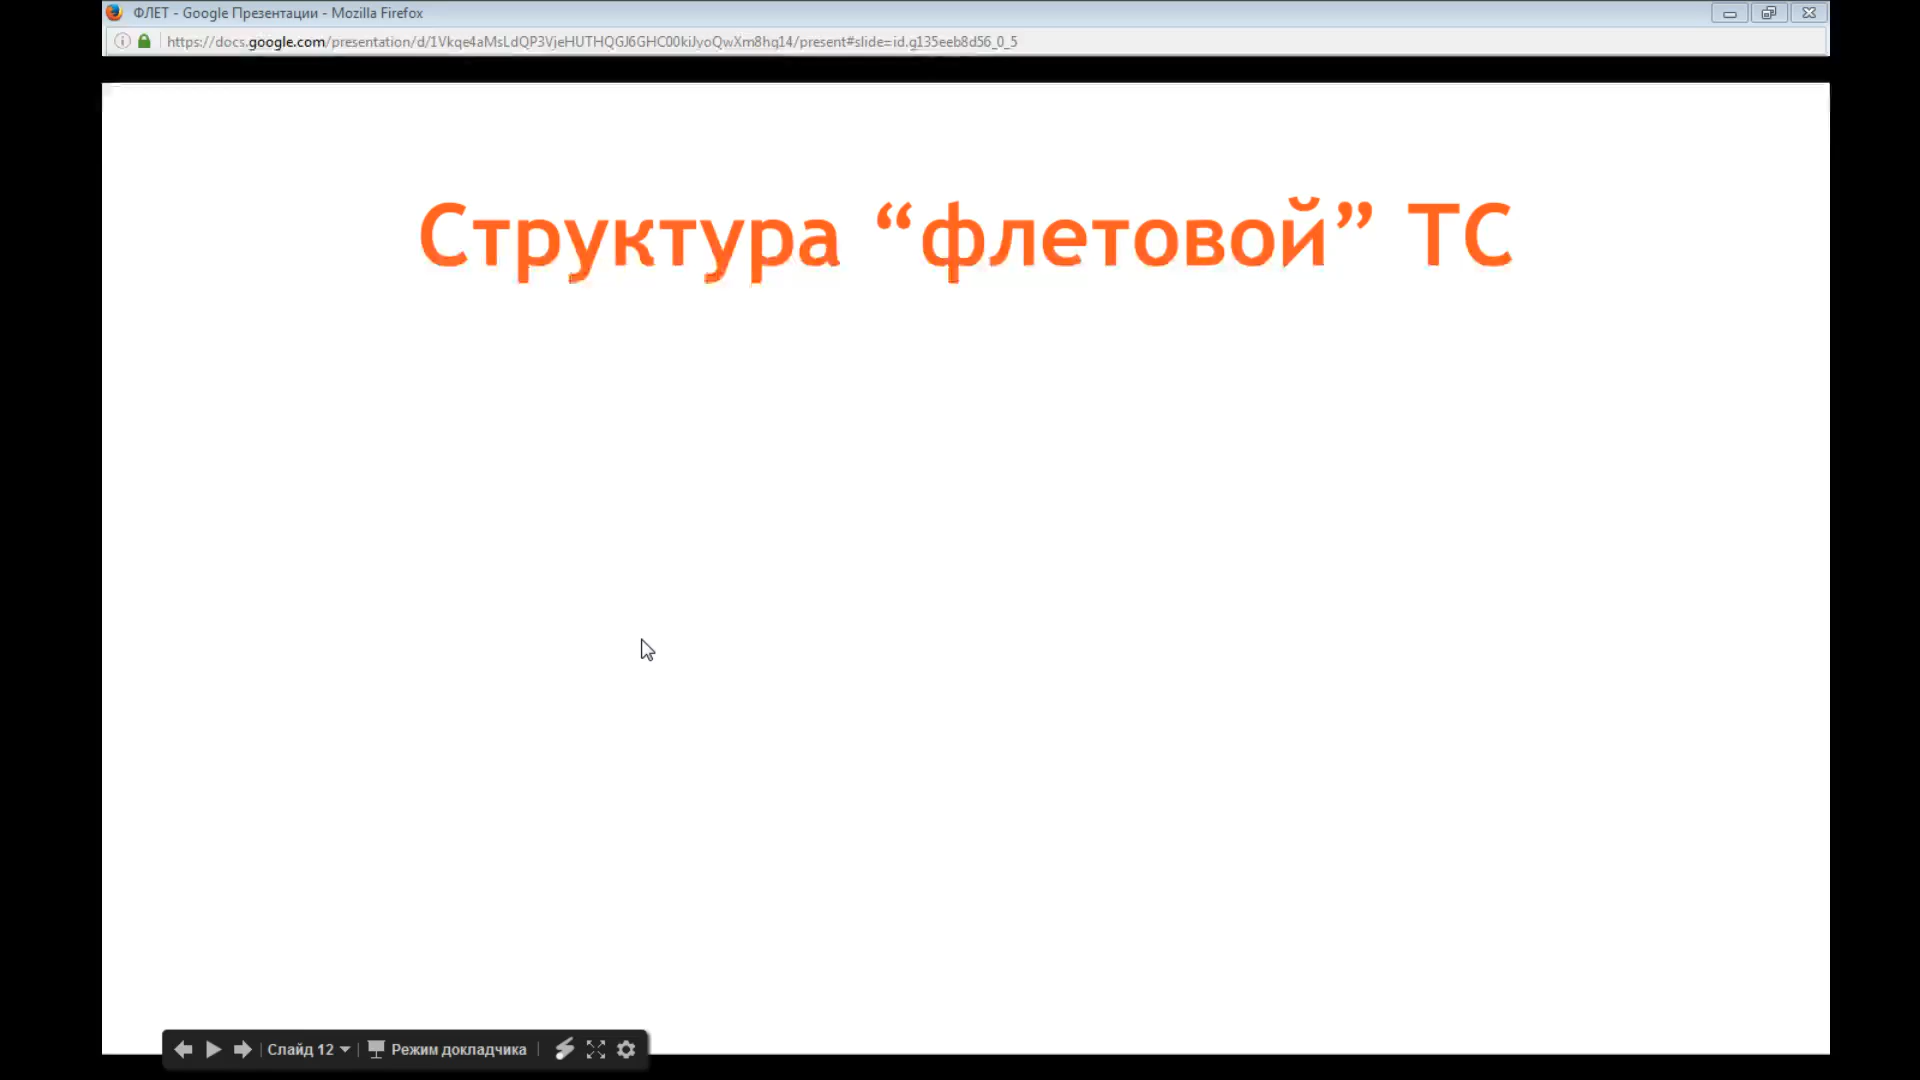 ФЛЕТ - Google Презентации - Mozilla Firefox
https://docs.google.com/presentation/d/1Vkqe4aMsLdQP3VjeHUTHQGJ6GHC00kiJyoQwXm8hq14/present#slide=id.g135eeb8d56_0_5
Структура “флетовой” ТС
Слайд 12
Режим докладчика